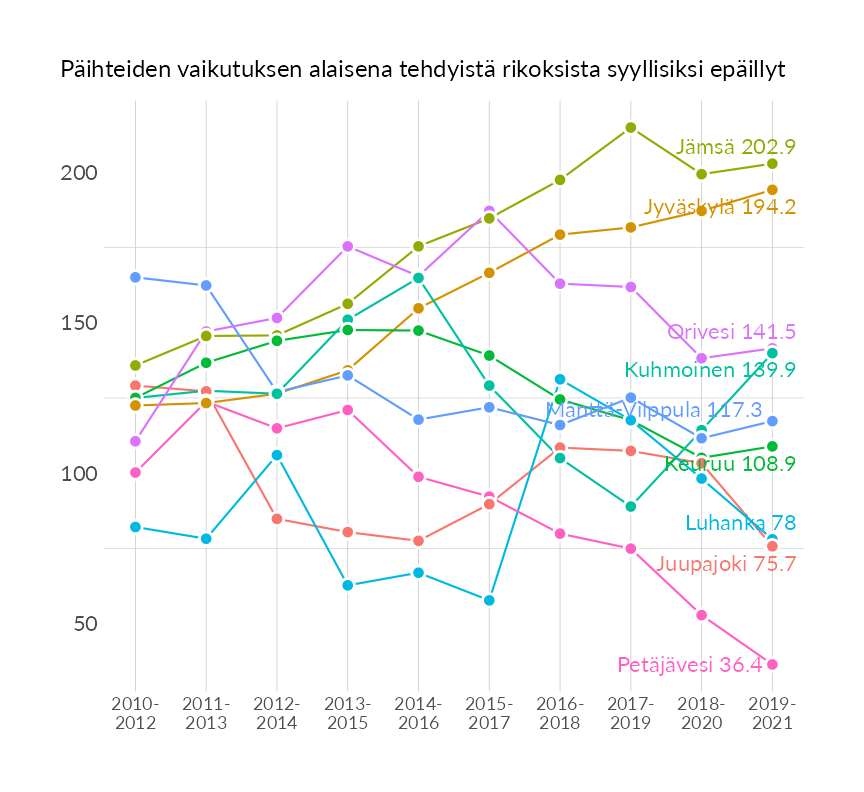 Päihteiden vaikutuksen alaisena tehdyistä rikoksista syyllisiksi epäillyt
200
150
100
50
Jämsä 202.9
Jyväskylä 194.2
Orivesi 141.5
Kuhmoinen 139.9
Mänttä-Vilppula 117.3
Keuruu 108.9
Luhanka 78
Juupajoki 75.7
Petäjävesi 36.4
2010- 2011- 2012- 2013- 2014- 2015- 2016- 2017- 2018- 2019-
2012 2013 2014 2015 2016 2017 2018 2019 2020 2021